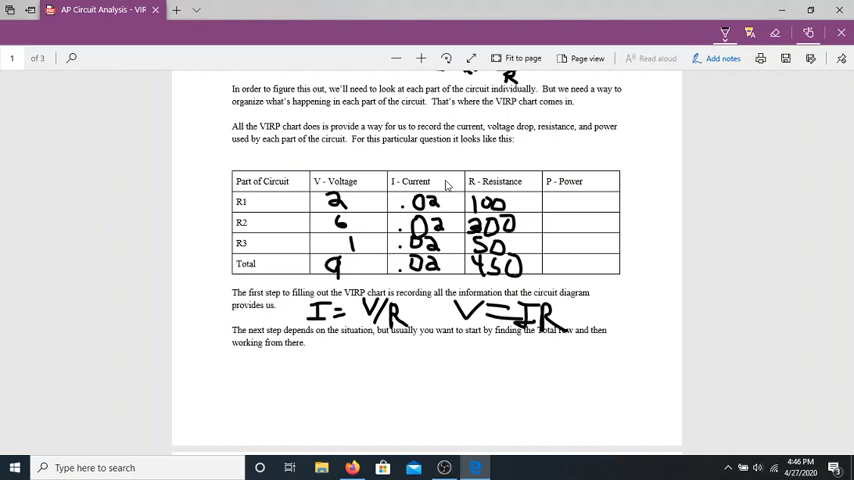 AP Circuit Analysis - VIR
1 of 3
Fit to page
Page view
Read aloud
Add notes
R
In order to figure this out, we'll need to look at each part of the circuit individually. But we need a way to
organize what's happening in each part of the circuit. That's where the VIRP chart comes in.
All the VIRP chart does is provide a way for us to record the current, voltage drop, resistance, and power
used by each part of the circuit. For this particular question it looks like this:
Part of Circuit V - Voltage I - Current R - Resistance P - Power
R1 2 .02 100
R2 6 .02 200
R3 1 .02 50
Total 9 .02 450
The first step to filling out the VIRP chart is recording all the information that the circuit diagram
provides us.
I = V/R V = IR
The next step depends on the situation, but usually you want to start by finding the Total row and then
working from there.
Type here to search
4:46 PM
4/27/2020
3